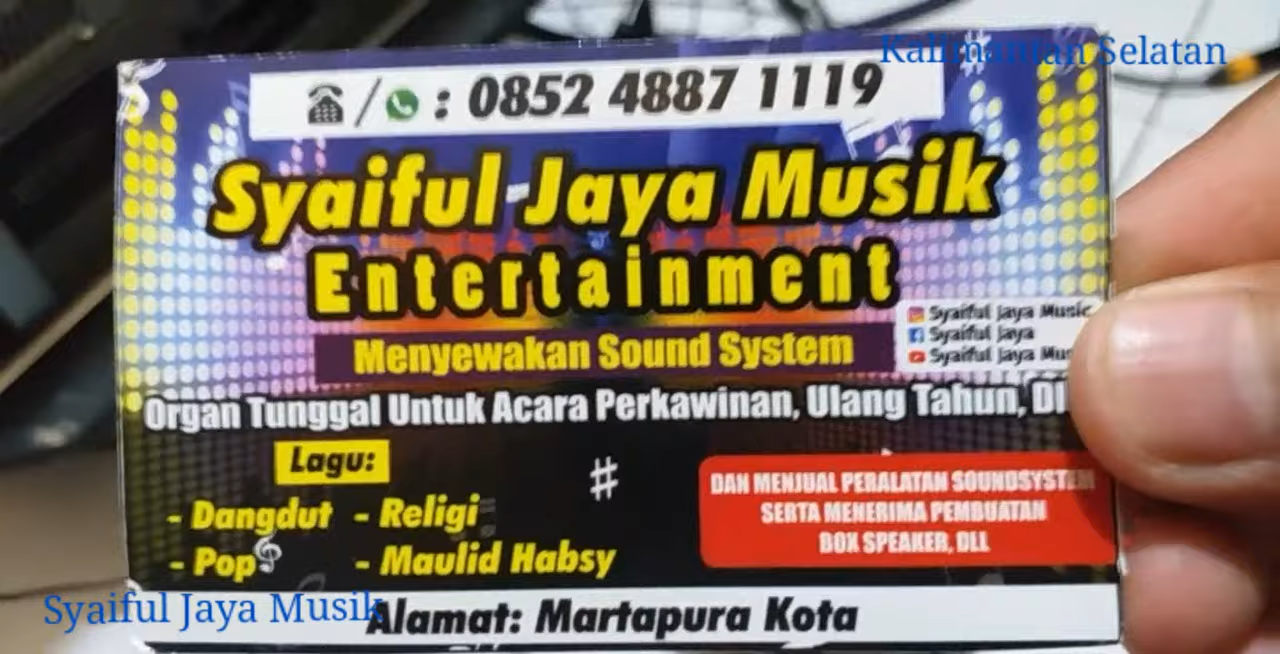 Kalimantan Selatan
: 0852 4887 1119
Syaiful Jaya Musik
Entertainment
Menyewakan Sound System
Syaiful Jaya Music
Syaiful Jaya
Syaiful Jaya
Organ Tunggal Untuk Acara Perkawinan, Ulang Tahun,
Lagu:
- Dangdut - Religi
- Pop - Maulid Habsy
#
DAN MENJUAL PERALATAN SOUNDSYSTEM
SERTA MENERIMA PEMBUATAN
BOX SPEAKER, DLL
Syaiful Jaya Musik
Alamat: Martapura Kota